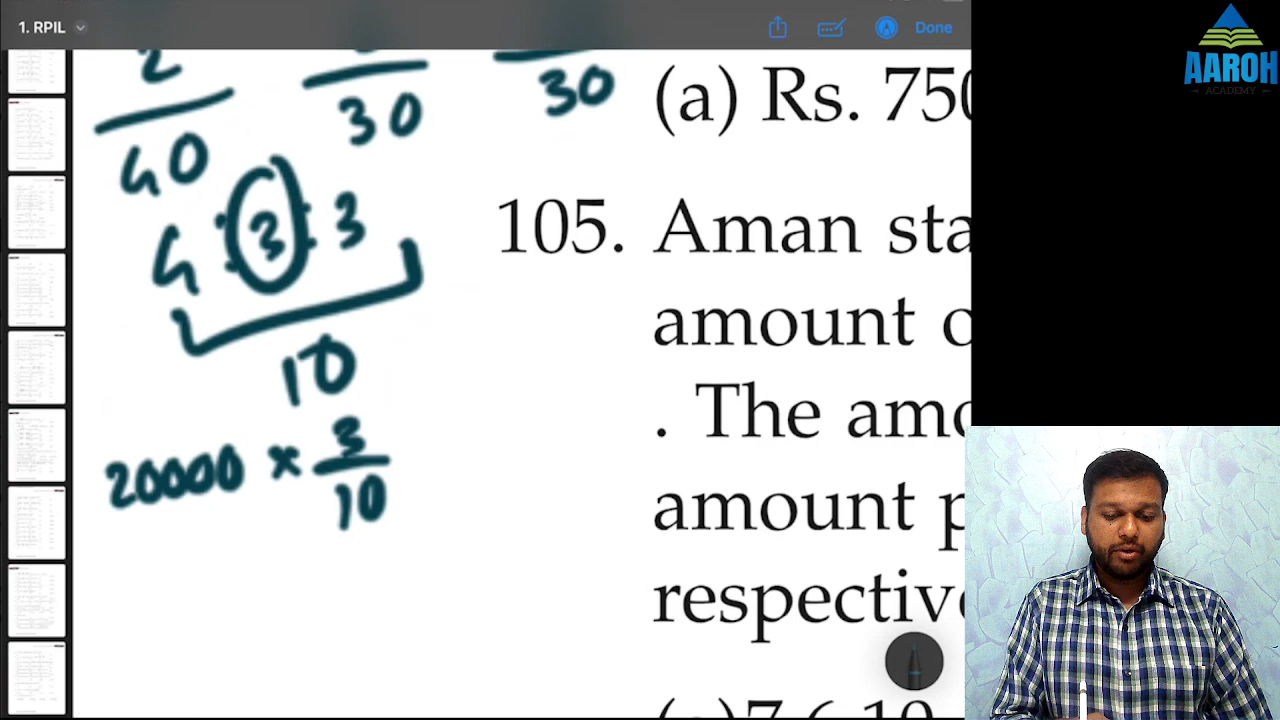 1. RPIL
Done
AAROH
ACADEMY
2
40
30
30
4 : 3 : 3
10
20000 × 3/10
(a) Rs. 750
105. Aman sta
amount o
. The amo
amount p
respectiv